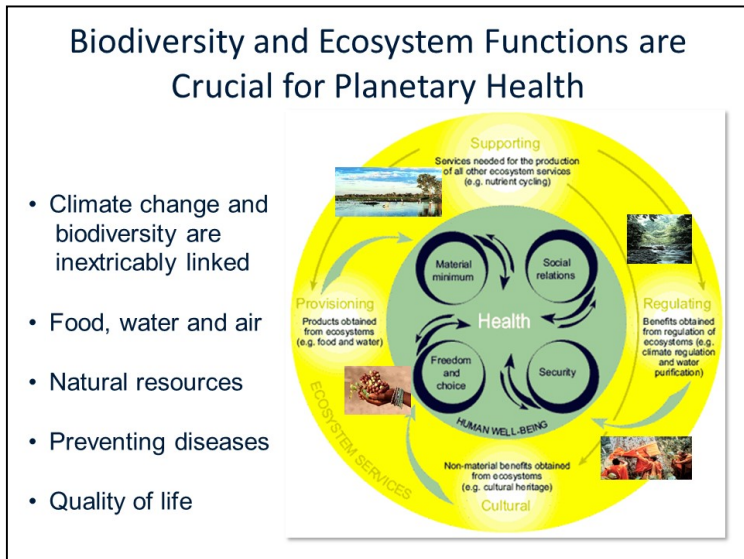 Biodiversity and Ecosystem Functions are
Crucial for Planetary Health
• Climate change and
biodiversity are
inextricably linked
• Food, water and air
• Natural resources
• Preventing diseases
• Quality of life
Supporting
Services needed for the production
of all other ecosystem services
(e.g. nutrient cycling)
Provisioning
Products obtained
from ecosystems
(e.g. food and water)
Regulating
Benefits obtained
from regulation of
ecosystems (e.g.
climate regulation
and water
purification)
Material
minimum
Social
relations
Health
Freedom
and
choice
Security
HUMAN WELL-BEING
ECOSYSTEM SERVICES
Non-material benefits obtained
from ecosystems
(e.g. cultural heritage)
Cultural